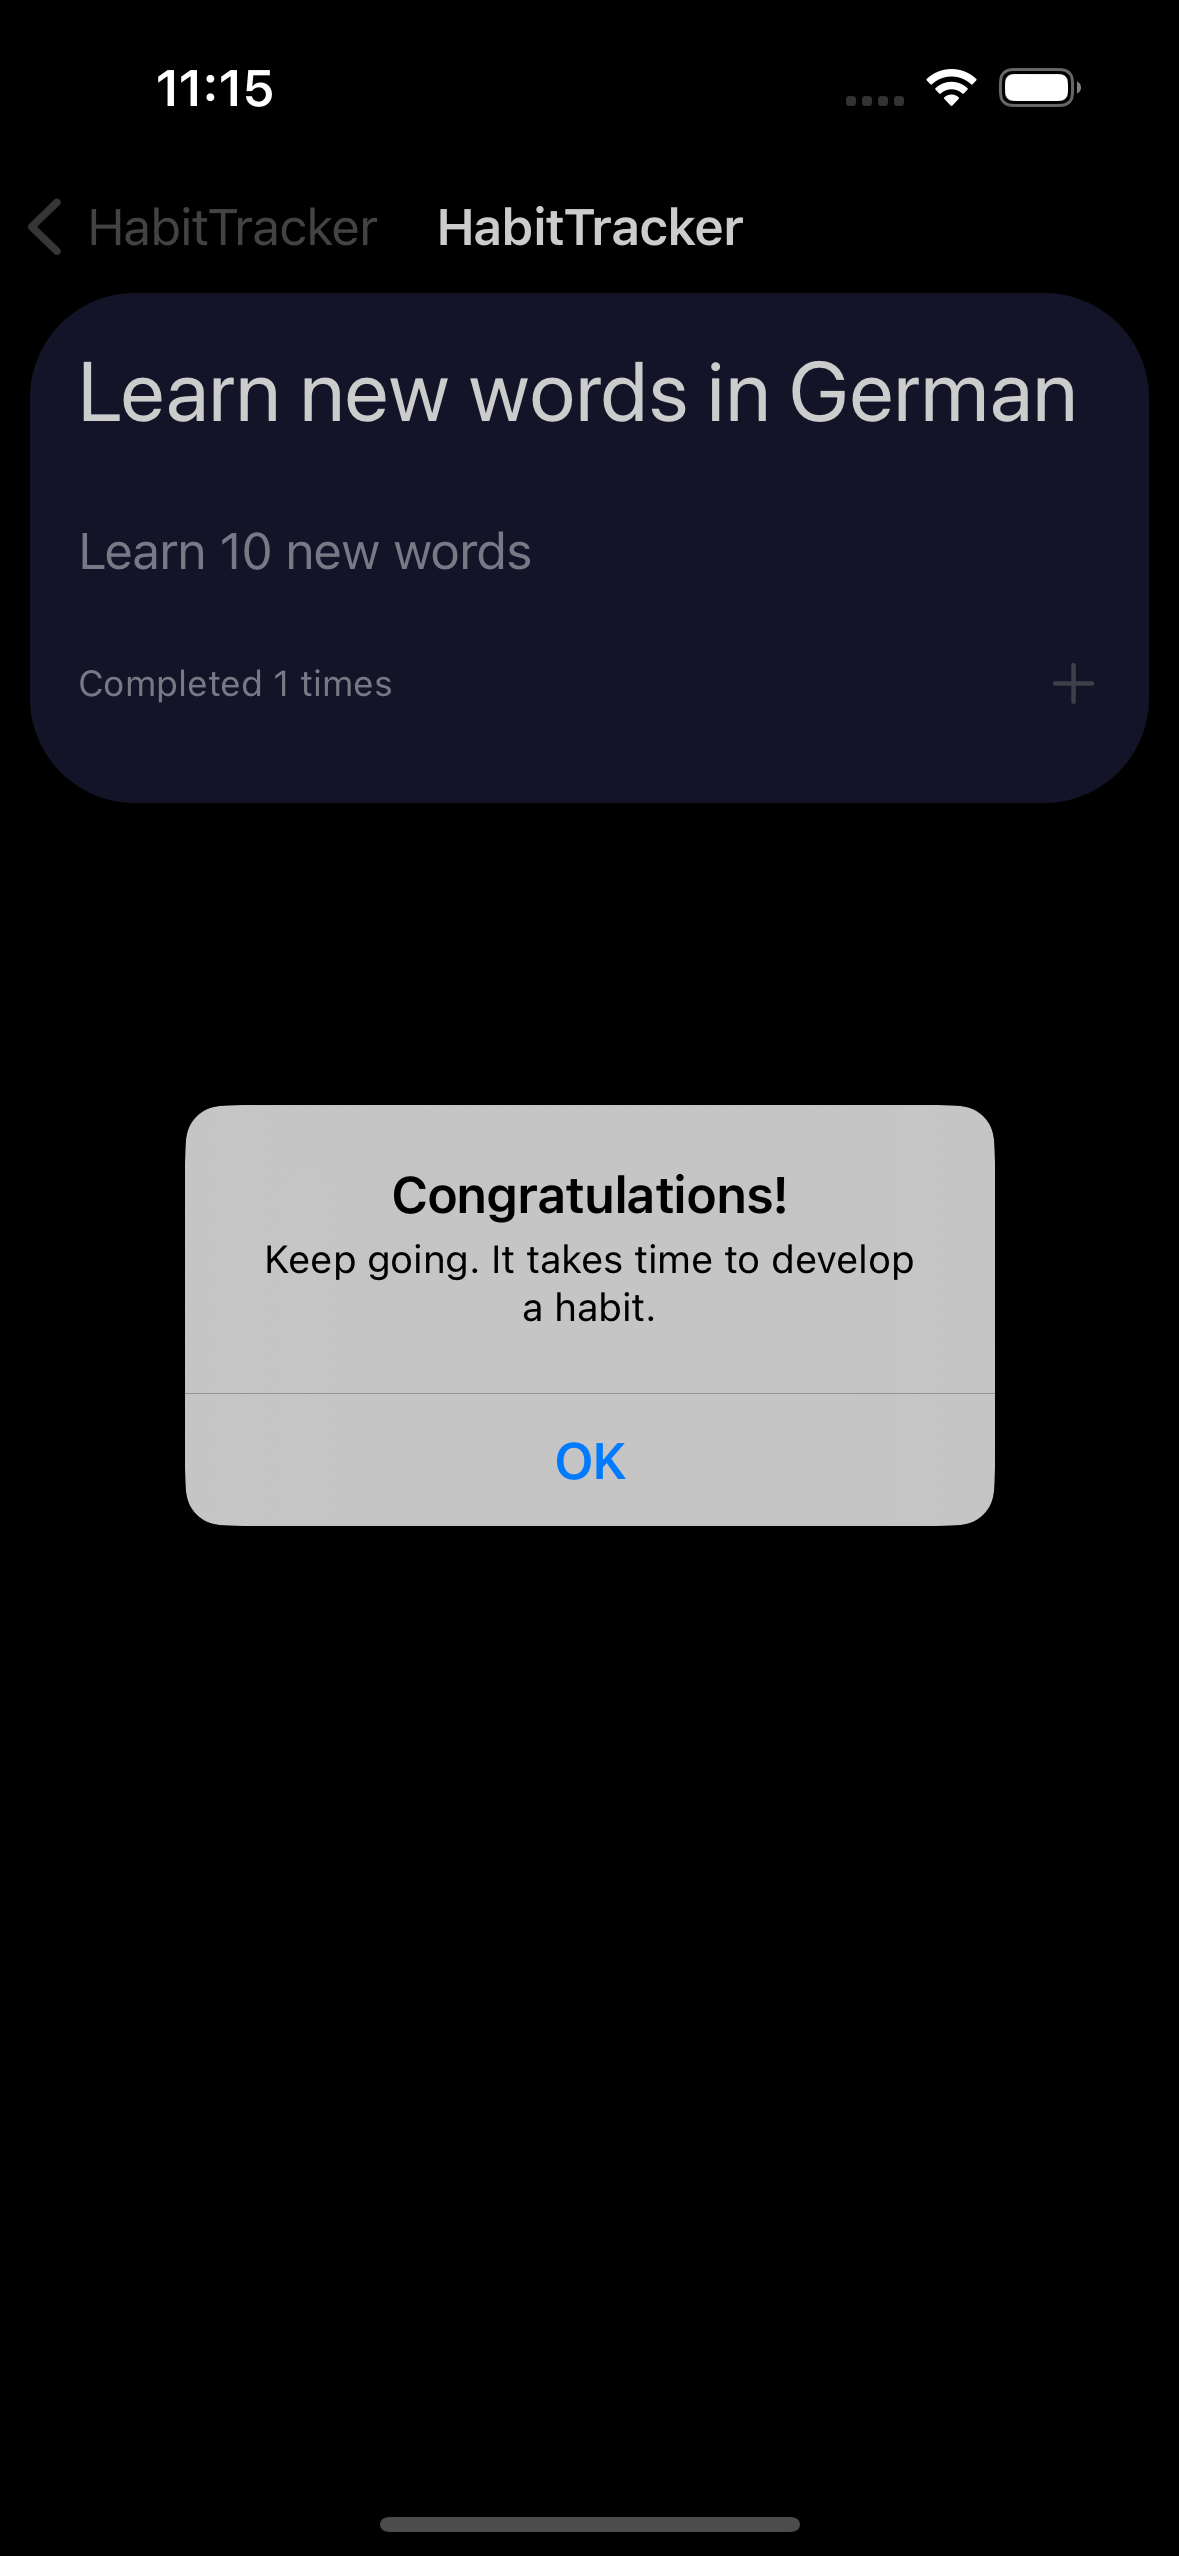 11:15
HabitTracker HabitTracker
Learn new words in German
Learn 10 new words
Completed 1 times
Congratulations!
Keep going. It takes time to develop
a habit.
OK